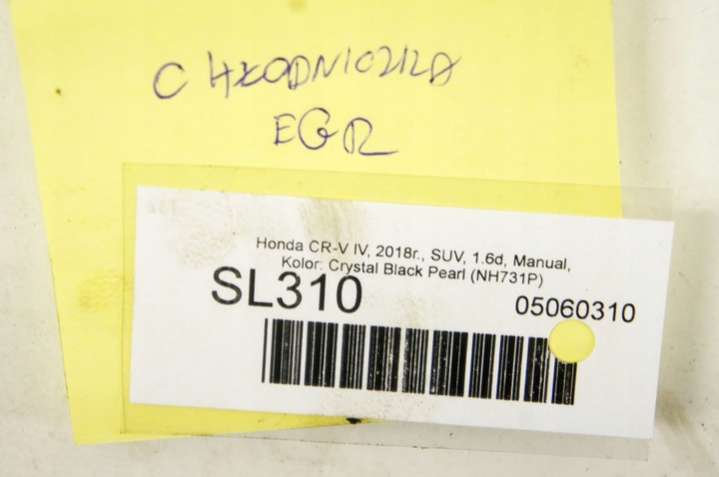 CHŁODNICZKA
EGR
Honda CR-V IV, 2018r., SUV, 1.6d, Manual,
Kolor: Crystal Black Pearl (NH731P)
SL310
05060310